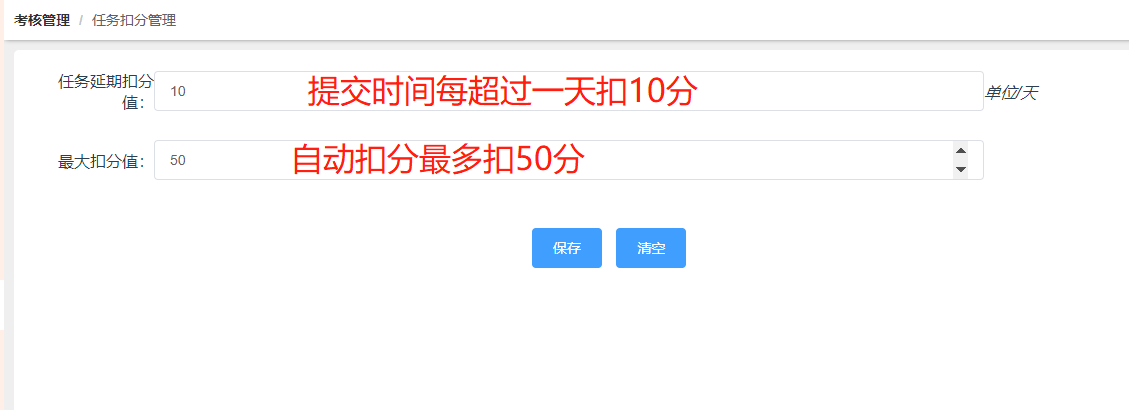 考核管理 / 任务扣分管理
任务延期扣分
值：
10
提交时间每超过一天扣10分
单位/天
最大扣分值：
50
自动扣分最多扣50分
保存
清空